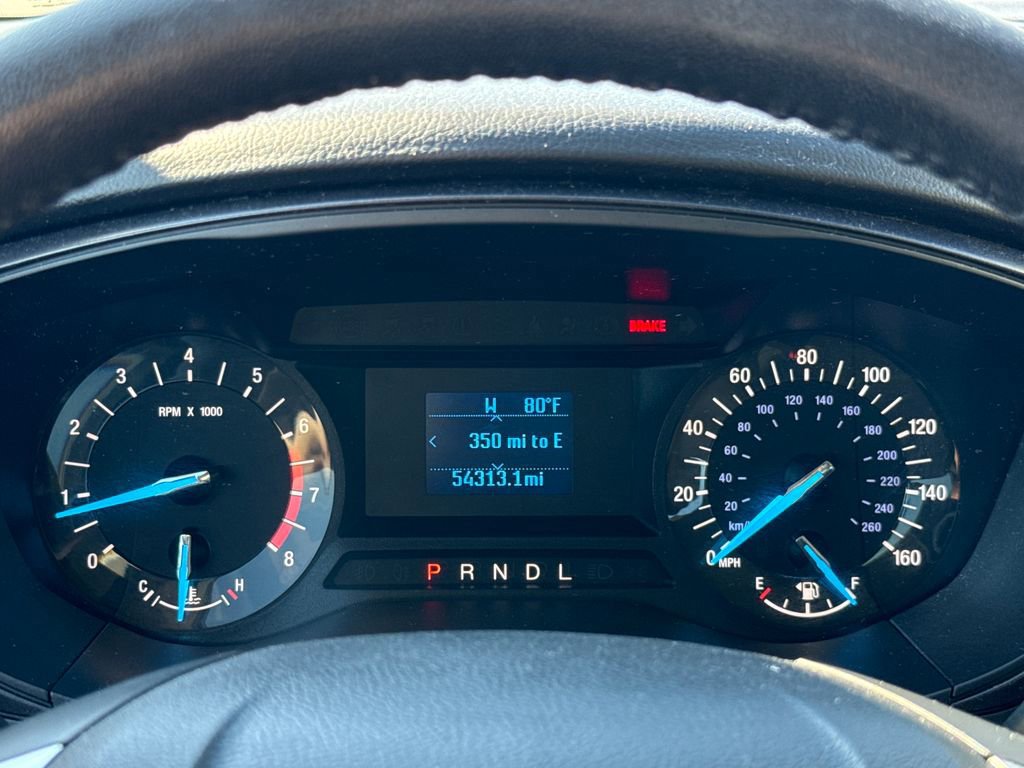 BRAKE
0 1 2 3 4 5 6 7 8
RPM X 1000
C H
W 80°F
< 350 mi to E
54313.1mi
P R N D L
0 20 40 60 80 100 120 140 160
MPH
20 40 60 80 100 120 140 160 180 200 220 240 260
km/
E F